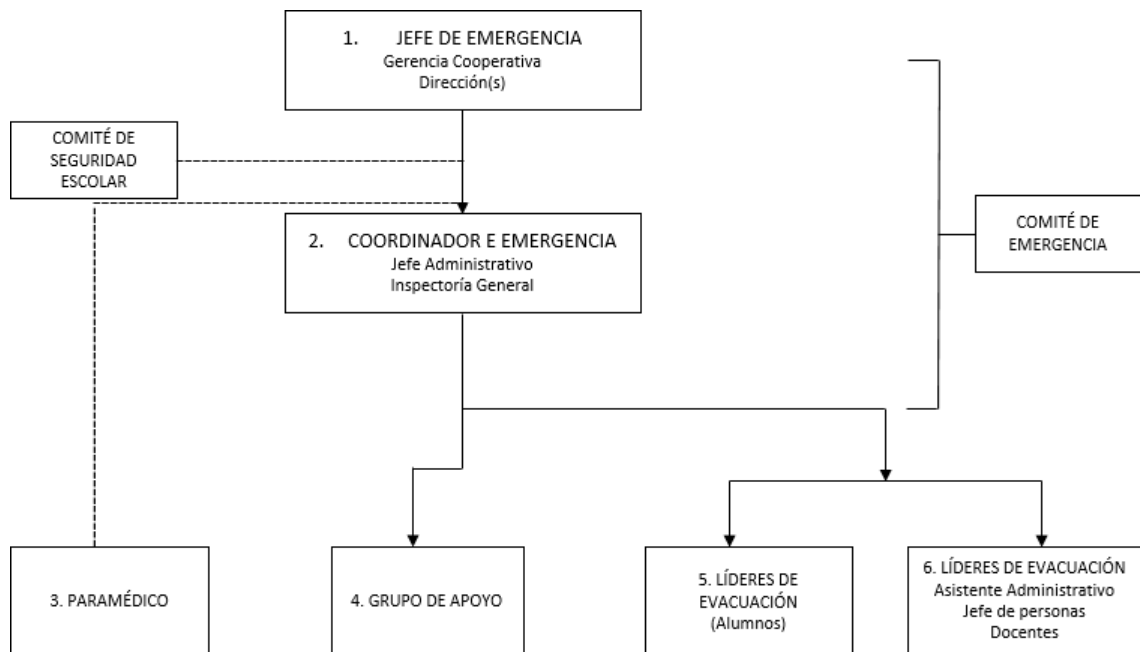 1. JEFE DE EMERGENCIA
Gerencia Cooperativa
Dirección(s)
COMITÉ DE
SEGURIDAD
ESCOLAR
2. COORDINADOR E EMERGENCIA
Jefe Administrativo
Inspectoría General
COMITÉ DE
EMERGENCIA
3. PARAMÉDICO
4. GRUPO DE APOYO
5. LÍDERES DE
EVACUACIÓN
(Alumnos)
6. LÍDERES DE EVACUACIÓN
Asistente Administrativo
Jefe de personas
Docentes